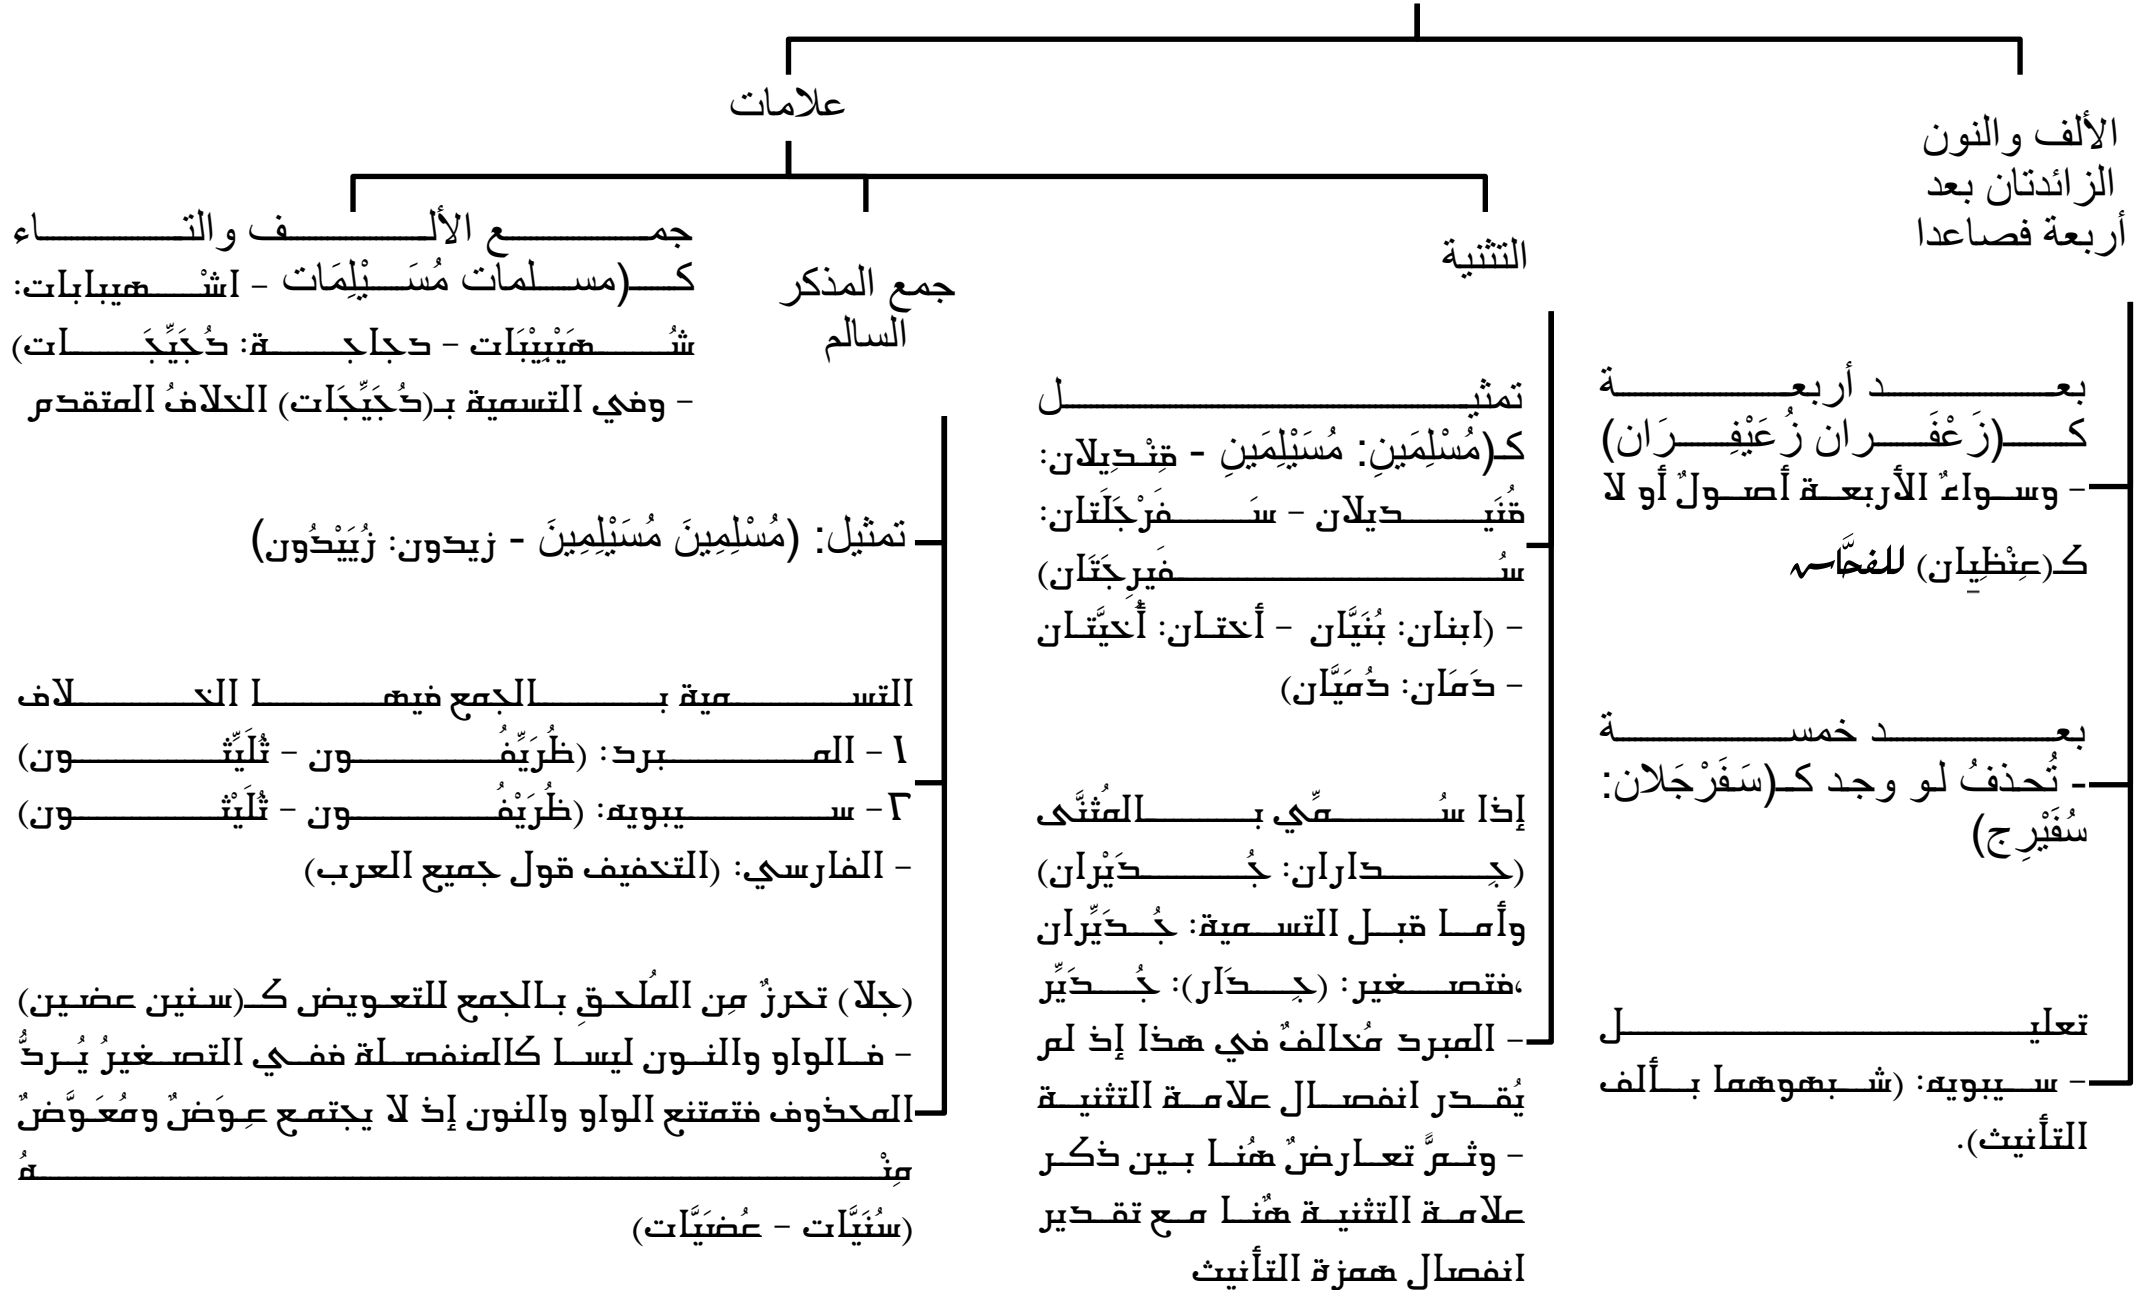 الألف والنون
الزائدتان بعد
أربعة فصاعدا
بعد أربعة
كـ(زَعْفَران زُعَيْفِرَان)
- وسواءٌ الأربعة أصولٌ أو لا
كـ(عِنْظِيان) للفحَّاس
بعد خمسة
- تُحذفُ لو وجد كـ(سَفَرْجَلان:
سُفَيْرِج)
تعليل
- سيبويه: (شبهوهما بألف
التأنيث).
علامات
التثنية
تمثيل
كـ(مُسْلِمَينِ: مُسَيْلِمَينِ - قِنْدِيلان:
قُنَيديلان - سَفَرْجَلَتان:
سُفَيرِجَتَان)
- (ابنان: بُنَيَّان - أختان: أُخيَّتان
- دَمَان: دُمَيَّان)
إذا سُمِّي بالمُثنَّى
(جِداران: جُدَيْران)
وأما قبل التسمية: جُدَيِّران
،فتصغير: (جِدَار): جُدَيِّر
- المبرد مُخالفٌ في هذا إذ لم
يُقدر انفصال علامة التثنية
- وثمَّ تعارضٌ هُنا بين ذكر
علامة التثنية هُنا مع تقدير
انفصال همزة التأنيث
جمع المذكر
السالم
تمثيل: (مُسْلِمِينَ مُسَيْلِمِينَ - زيدون: زُيَيْدُون)
التسمية بالجمع فيها الخلاف
١- المبرد: (ظُرَيِّفُون - ثُلَيِّثون)
٢- سيبويه: (ظُرَيْفُون - ثُلَيْثون)
- الفارسي: (التخفيف قول جميع العرب)
(جلا) تحرزٌ مِن المُلحقِ بالجمع للتعويض كـ(سنين عضين)
- فالواو والنون ليسا كالمنفصلة ففي التصغيرُ يُردُّ
المحذوف فتمتنع الواو والنون إذ لا يجتمع عِوَضٌ ومُعَوَّضٌ
مِنْهُ
(سُنَيَّات - عُضَيَّات)
جمع الألف والتاء
كـ(مسلمات مُسَيْلِمَات - اشْهيبابات:
شُهَيْبِيْبَات - دجاجة: دُجَيِّجَات)
- وفي التسمية بـ(دُجَيِّجَات) الخلافُ المتقدم